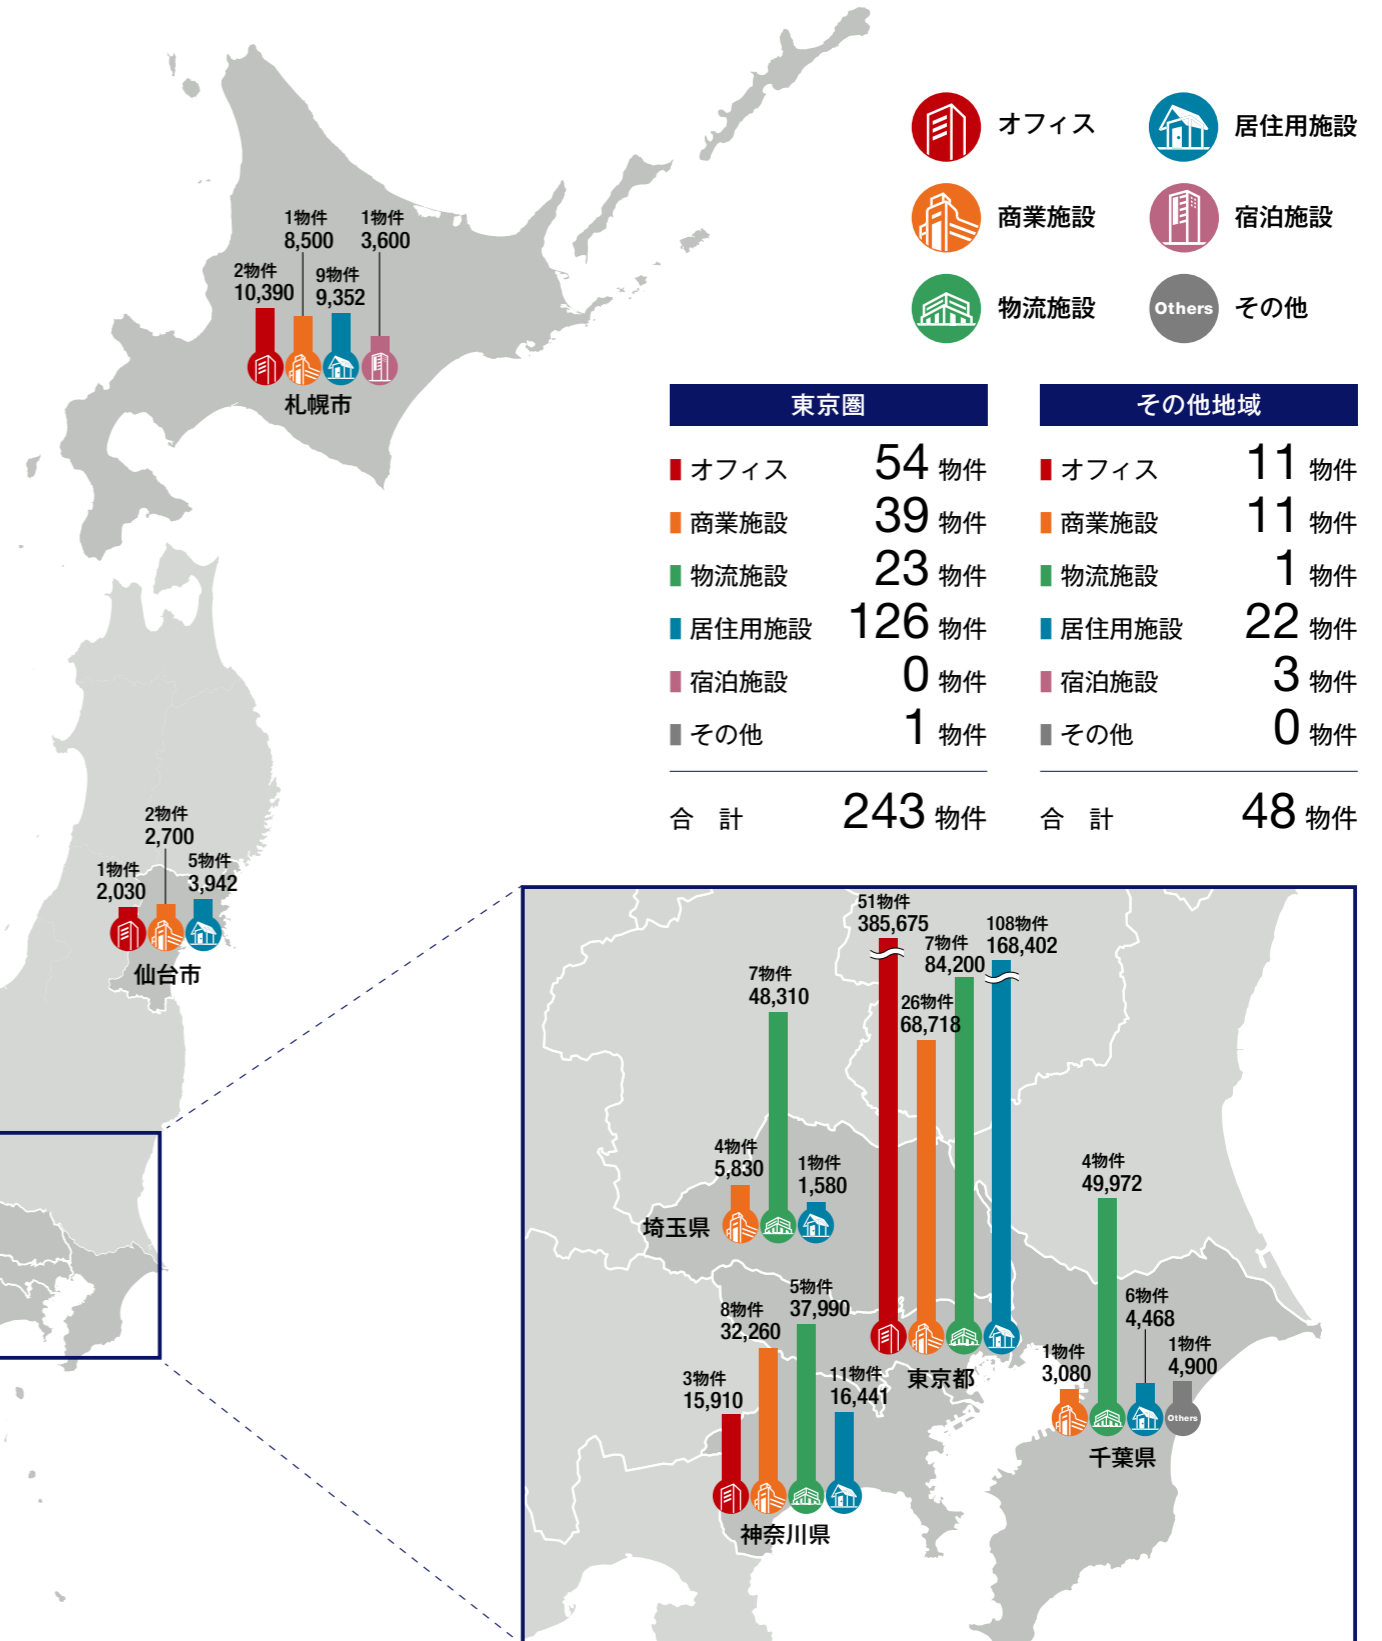 オフィス
居住用施設
商業施設
宿泊施設
物流施設
Others
その他
1物件
8,500
1物件
3,600
2物件
10,390
9物件
9,352
札幌市
東京圏
オフィス 54 物件
商業施設 39 物件
物流施設 23 物件
居住用施設 126 物件
宿泊施設 0 物件
その他 1 物件
合 計 243 物件
その他地域
オフィス 11 物件
商業施設 11 物件
物流施設 1 物件
居住用施設 22 物件
宿泊施設 3 物件
その他 0 物件
合 計 48 物件
2物件
2,700
1物件
2,030
5物件
3,942
仙台市
51物件
385,675
7物件
84,200
108物件
168,402
26物件
68,718
東京都
7物件
48,310
4物件
5,830
1物件
1,580
埼玉県
5物件
37,990
8物件
32,260
3物件
15,910
11物件
16,441
神奈川県
4物件
49,972
6物件
4,468
1物件
3,080
1物件
4,900
Others
千葉県